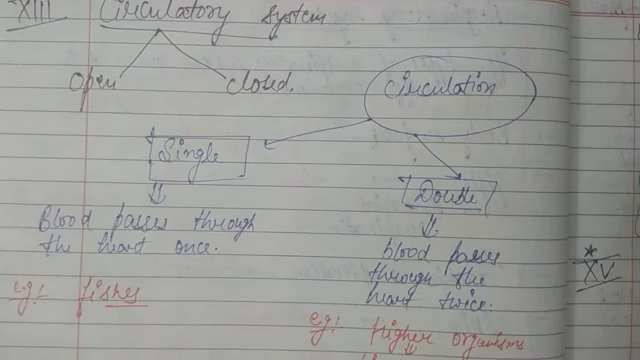 XIII Circulatory System
Open
closed.
Circulation
Single
Double
Blood passes through
the heart once.
blood passes
through the
heart twice.
e.g! fishes
e.g! Higher organisms
*
XV